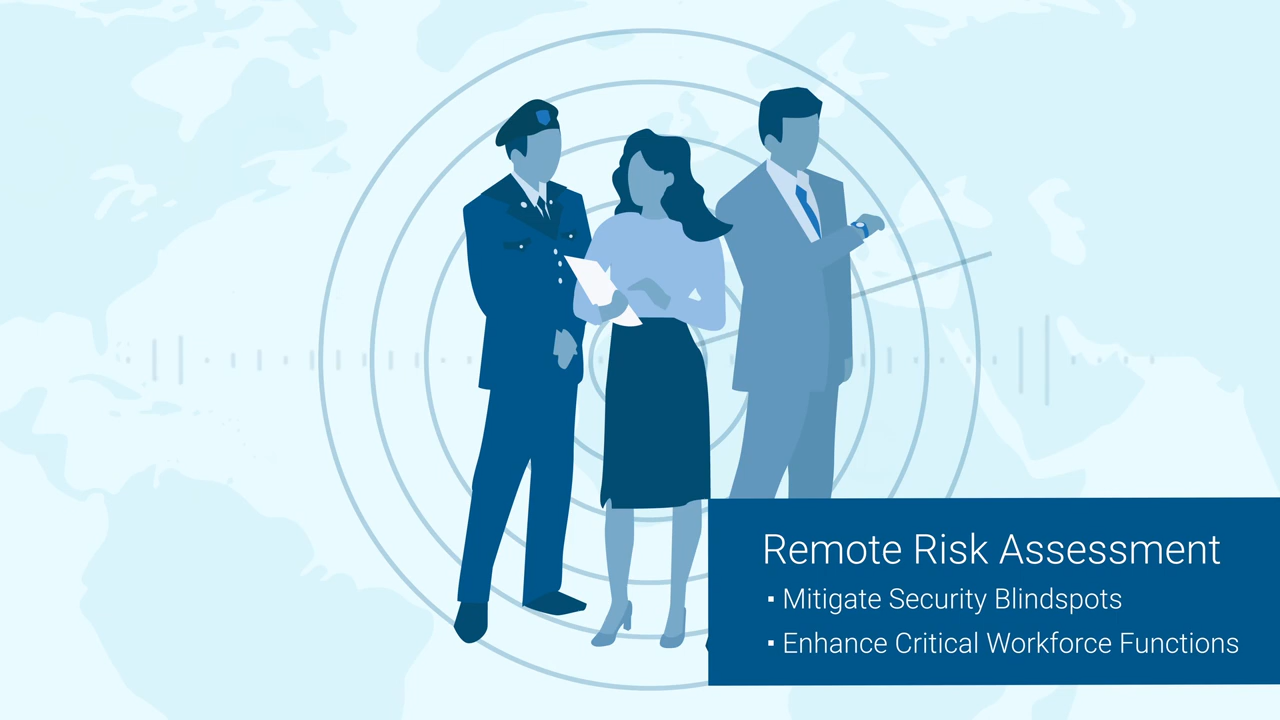 Remote Risk Assessment
▪ Mitigate Security Blindspots
▪ Enhance Critical Workforce Functions